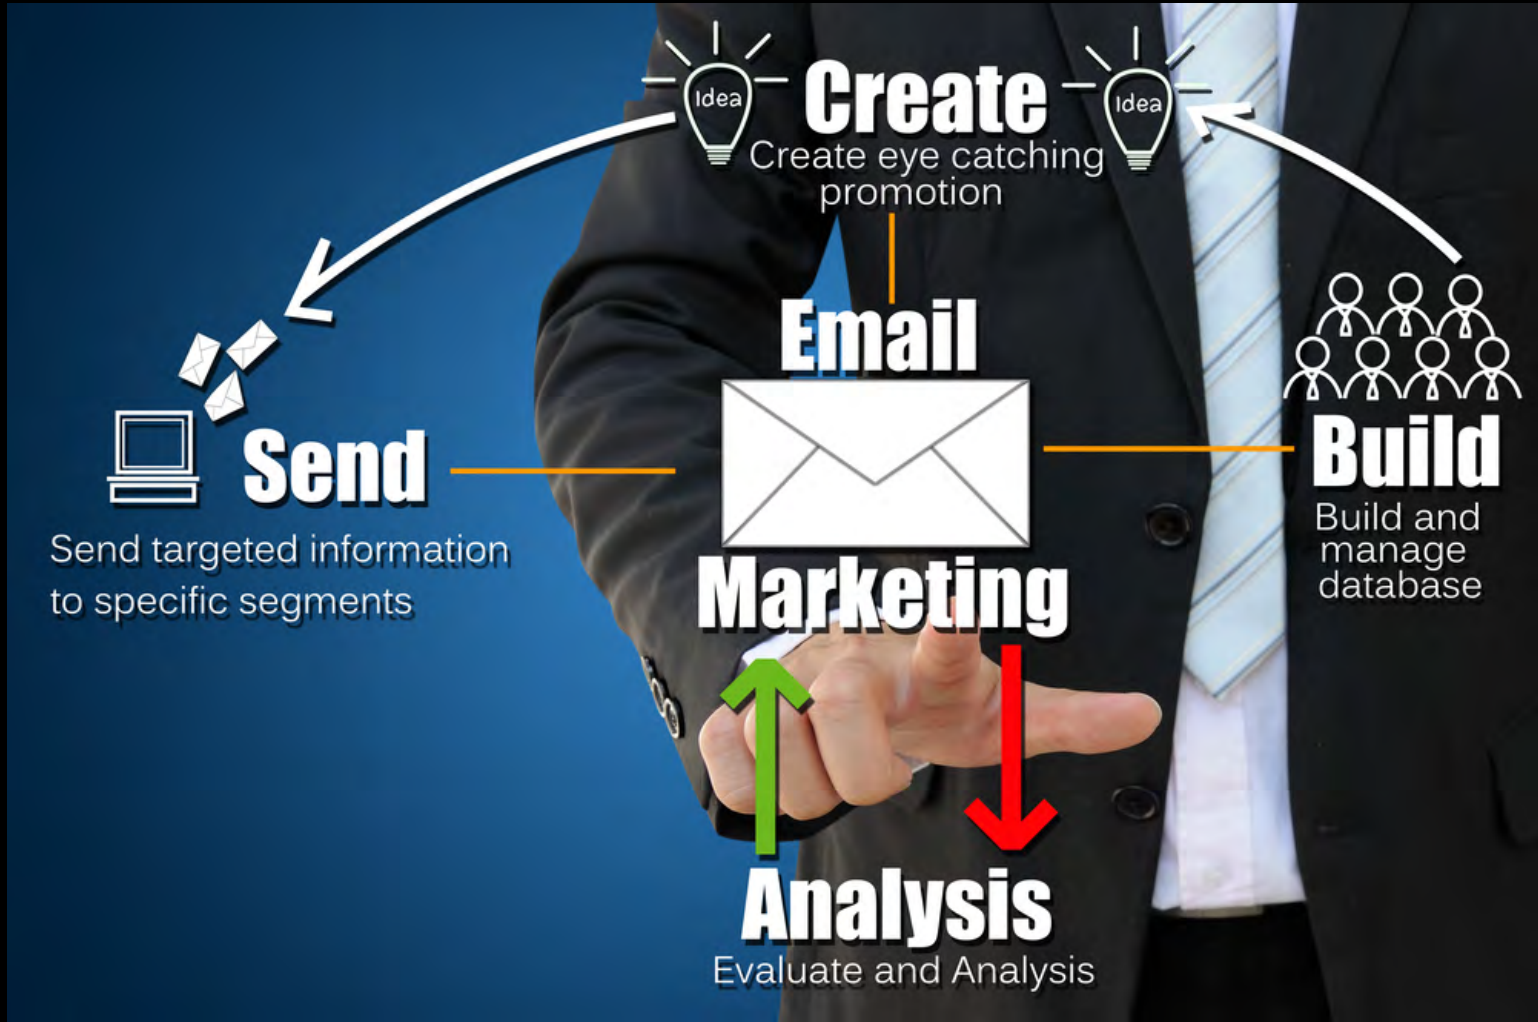 Idea
Create
Idea
Create eye catching
promotion
Email
Send
Send targeted information
to specific segments
Build
Build and
manage
database
Marketing
Analysis
Evaluate and Analysis